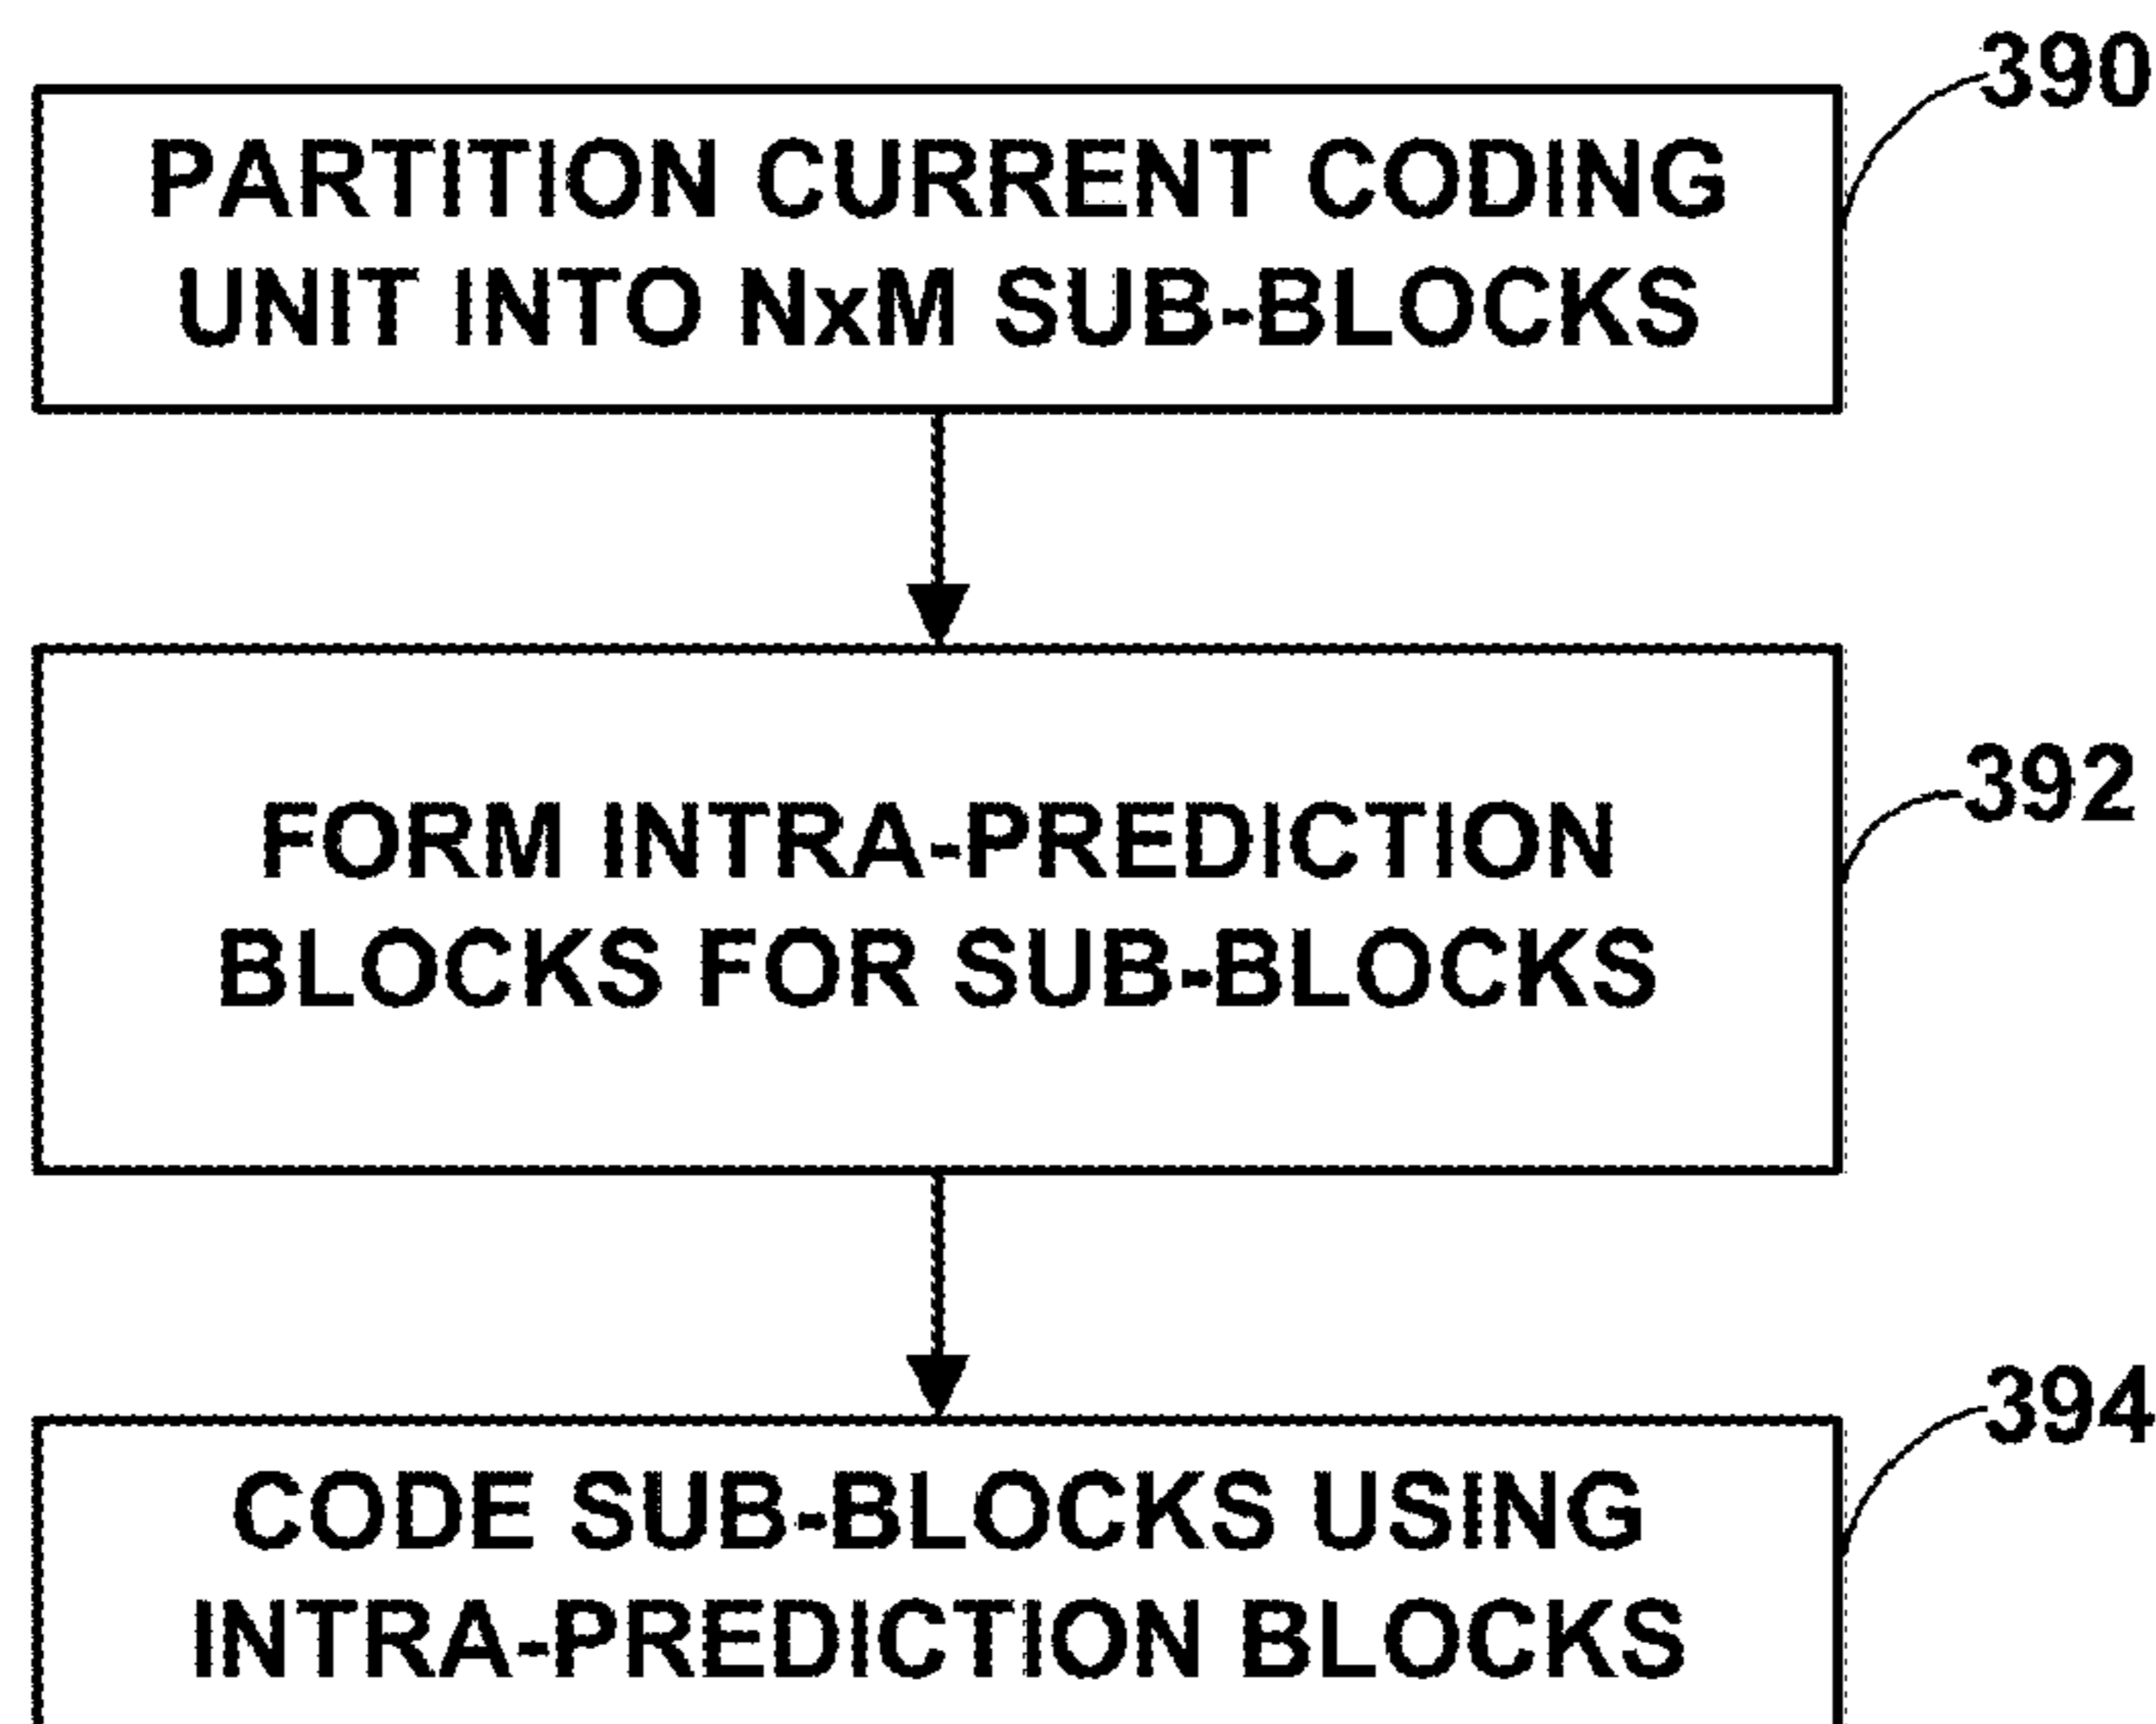 390
PARTITION CURRENT CODING
UNIT INTO NxM SUB-BLOCKS
392
FORM INTRA-PREDICTION
BLOCKS FOR SUB-BLOCKS
394
CODE SUB-BLOCKS USING
INTRA-PREDICTION BLOCKS